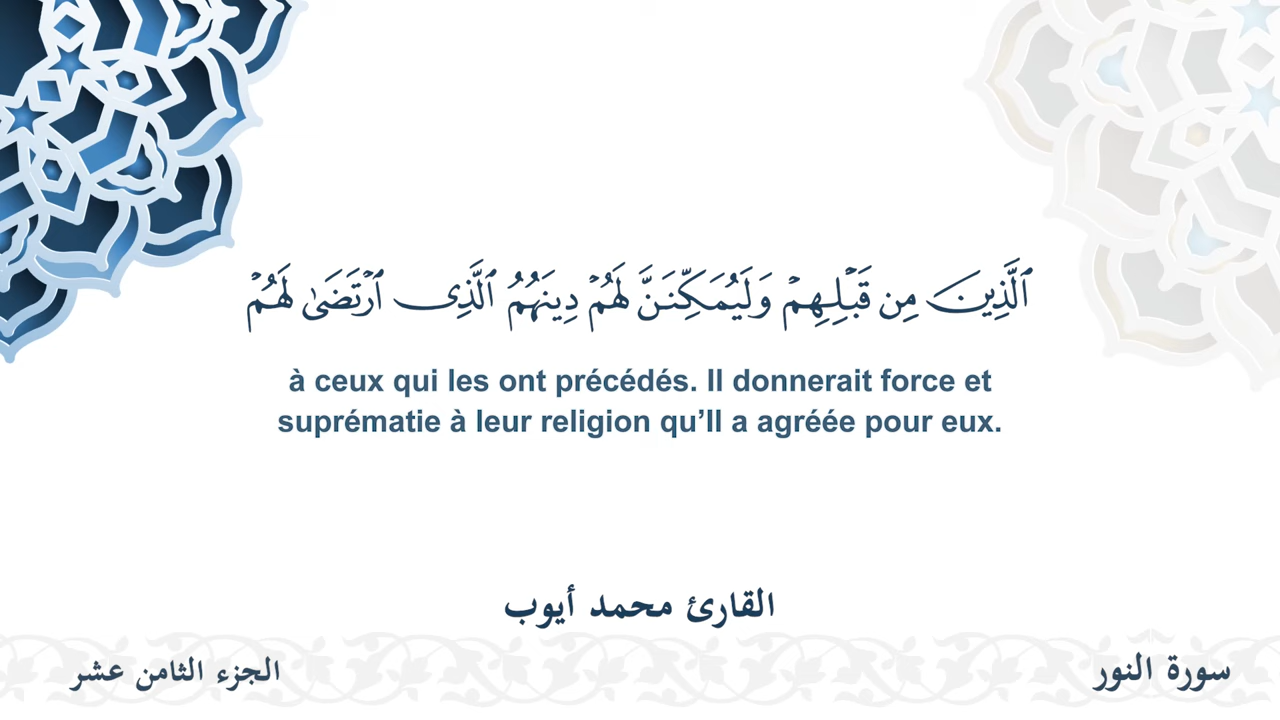 ٱلَّذِينَ مِن قَبْلِهِمْ وَلَيُمَكِّنَنَّ لَهُمْ دِينَهُمُ ٱلَّذِى ٱرْتَضَىٰ لَهُمْ
à ceux qui les ont précédés. Il donnerait force et
suprématie à leur religion qu’Il a agréée pour eux.
القارئ محمد أيوب
سورة النور
الجزء الثامن عشر